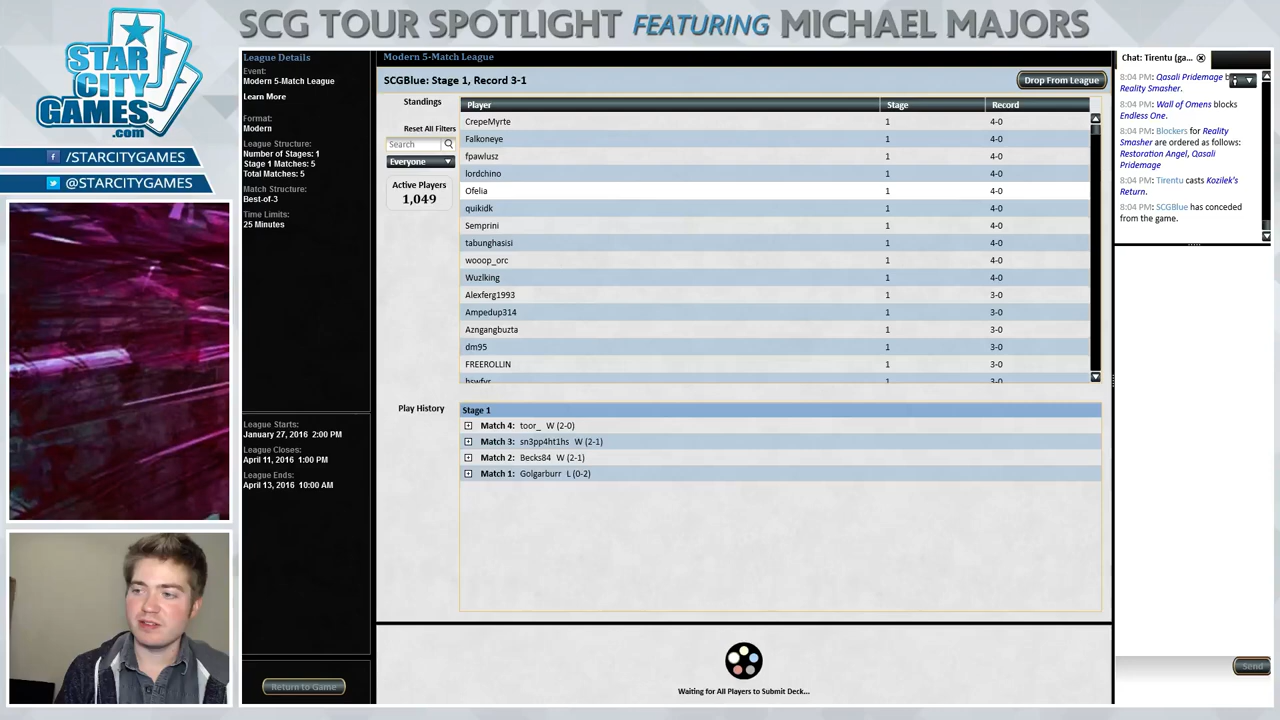 SCG TOUR SPOTLIGHT FEATURING MICHAEL MAJORS
STAR
CITY
GAMES
.com
/STARCITYGAMES
@STARCITYGAMES
League Details
Event:
Modern 5-Match League
Learn More
Format:
Modern
League Structure:
Number of Stages: 1
Stage 1 Matches: 5
Total Matches: 5
Match Structure:
Best-of-3
Time Limits:
25 Minutes
League Starts:
January 27, 2016 2:00 PM
League Closes:
April 11, 2016 1:00 PM
League Ends:
April 13, 2016 10:00 AM
Return to Game
Modern 5-Match League
SCGBlue: Stage 1, Record 3-1
Drop From League
Standings
Reset All Filters
Search
Everyone
Active Players
1,049
Player Stage Record
CrepeMyrte 1 4-0
Falkoneye 1 4-0
fpawlusz 1 4-0
lordchino 1 4-0
Ofelia 1 4-0
quikidk 1 4-0
Semprini 1 4-0
tabunghasisi 1 4-0
wooop_orc 1 4-0
Wuzlking 1 4-0
Alexferg1993 1 3-0
Ampedup314 1 3-0
Azngangbuzta 1 3-0
dm95 1 3-0
FREEROLLIN 1 3-0
1 3-0
Play History
Stage 1
Match 4: toor_ W (2-0)
Match 3: sn3pp4ht1hs W (2-1)
Match 2: Becks84 W (2-1)
Match 1: Golgarburr L (0-2)
Waiting for All Players to Submit Deck...
Chat: Tirentu (ga...
8:04 PM: Qasali Pridemage
Reality Smasher.
8:04 PM: Wall of Omens blocks
Endless One.
8:04 PM: Blockers for Reality
Smasher are ordered as follows:
Restoration Angel, Qasali
Pridemage
8:04 PM: Tirentu casts Kozilek's
Return.
8:04 PM: SCGBlue has conceded
from the game.
Send